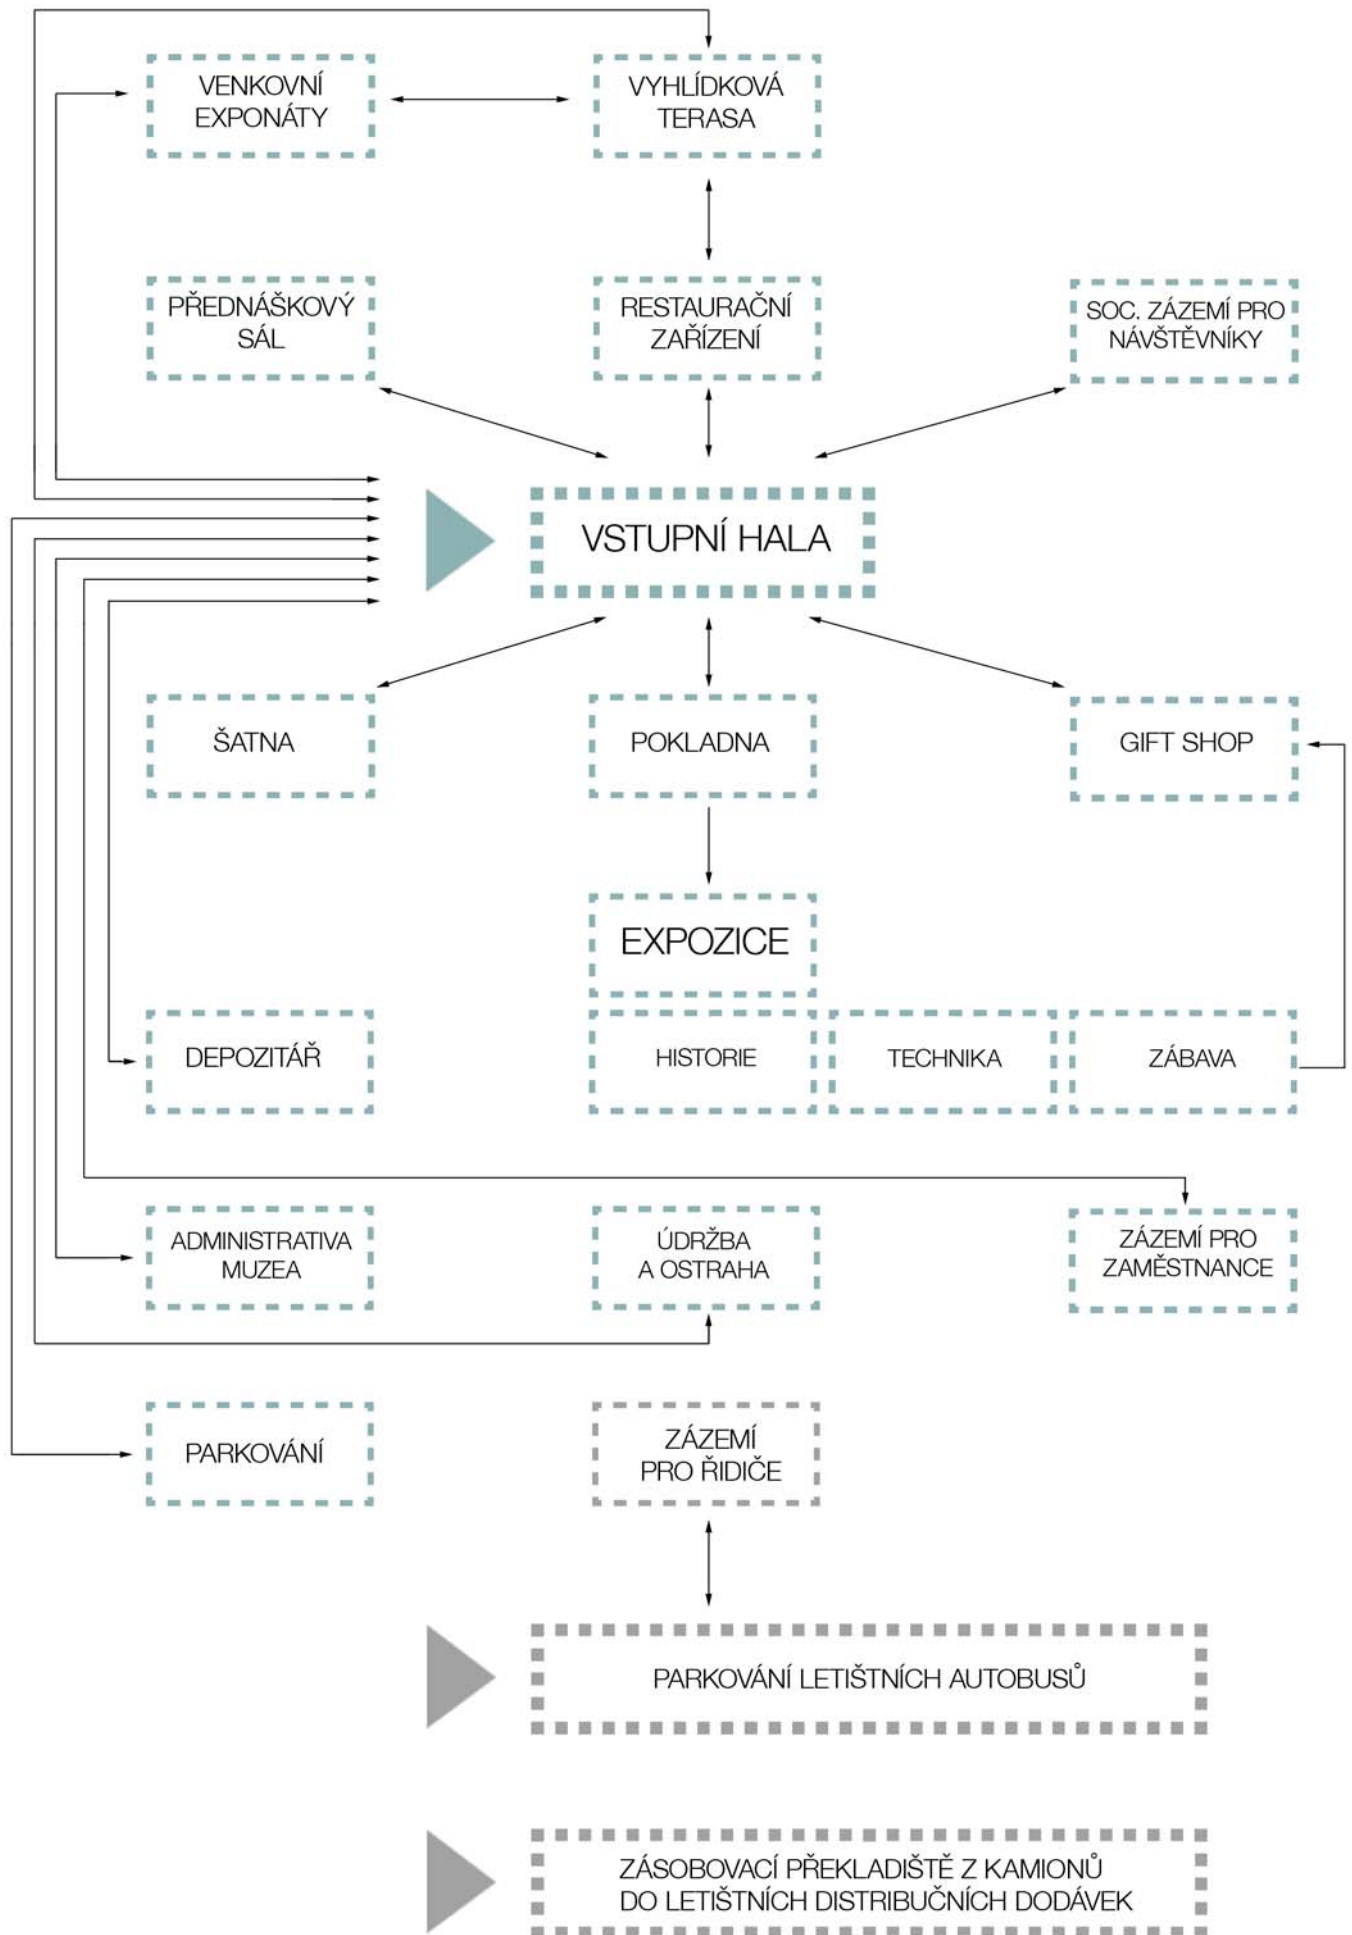 VENKOVNÍ
EXPONÁTY
VYHLÍDKOVÁ
TERASA
PŘEDNÁŠKOVÝ
SÁL
RESTAURAČNÍ
ZAŘÍZENÍ
SOC. ZÁZEMÍ PRO
NÁVŠTĚVNÍKY
VSTUPNÍ HALA
ŠATNA
POKLADNA
GIFT SHOP
EXPOZICE
DEPOZITÁŘ
HISTORIE
TECHNIKA
ZÁBAVA
ADMINISTRATIVA
MUZEA
ÚDRŽBA
A OSTRAHA
ZÁZEMÍ PRO
ZAMĚSTNANCE
PARKOVÁNÍ
ZÁZEMÍ
PRO ŘIDIČE
PARKOVÁNÍ LETIŠTNÍCH AUTOBUSŮ
ZÁSOBOVACÍ PŘEKLADIŠTĚ Z KAMIONŮ
DO LETIŠTNÍCH DISTRIBUČNÍCH DODÁVEK